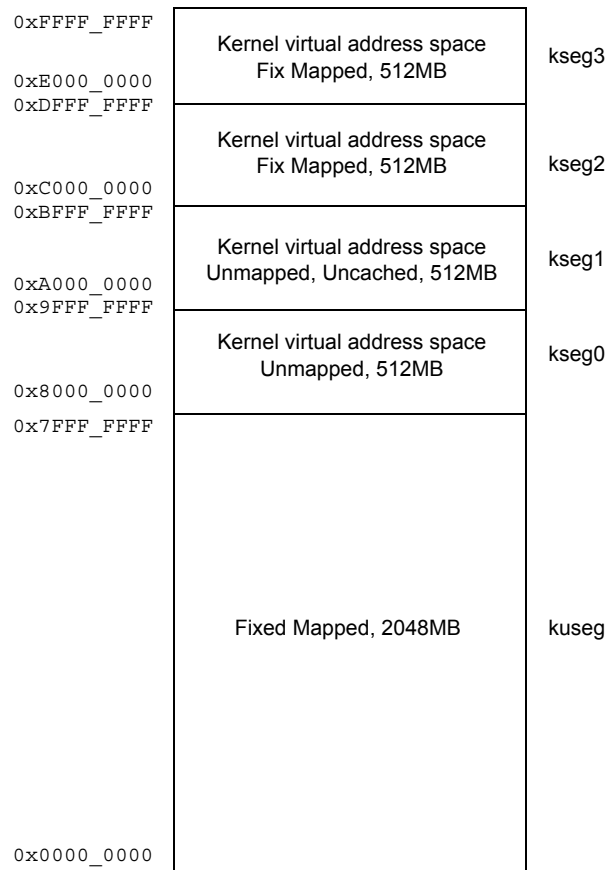 0xFFFF_FFFF
Kernel virtual address space
Fix Mapped, 512MB
kseg3
0xE000_0000
0xDFFF_FFFF
Kernel virtual address space
Fix Mapped, 512MB
kseg2
0xC000_0000
0xBFFF_FFFF
Kernel virtual address space
Unmapped, Uncached, 512MB
kseg1
0xA000_0000
0x9FFF_FFFF
Kernel virtual address space
Unmapped, 512MB
kseg0
0x8000_0000
0x7FFF_FFFF
Fixed Mapped, 2048MB
kuseg
0x0000_0000